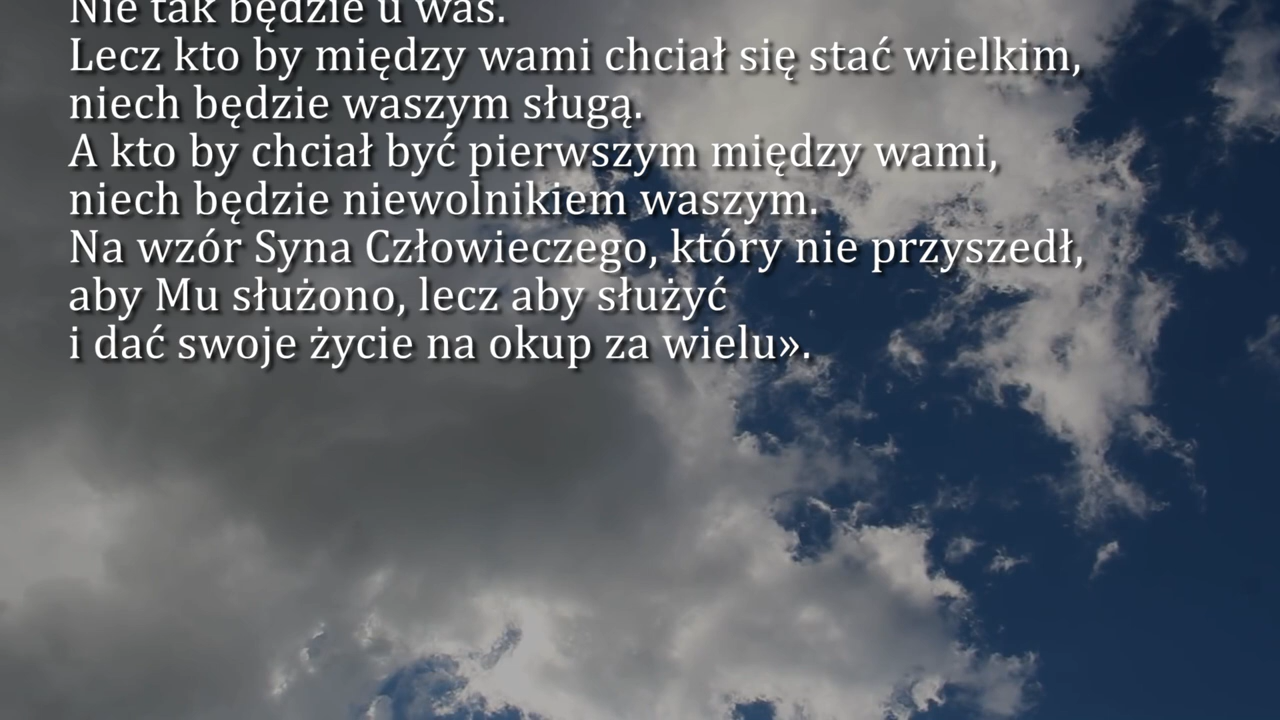 Nie tak będzie u was.
Lecz kto by między wami chciał się stać wielkim,
niech będzie waszym sługą.
A kto by chciał być pierwszym między wami,
niech będzie niewolnikiem waszym.
Na wzór Syna Człowieczego, który nie przyszedł,
aby Mu służono, lecz aby służyć
i dać swoje życie na okup za wielu».